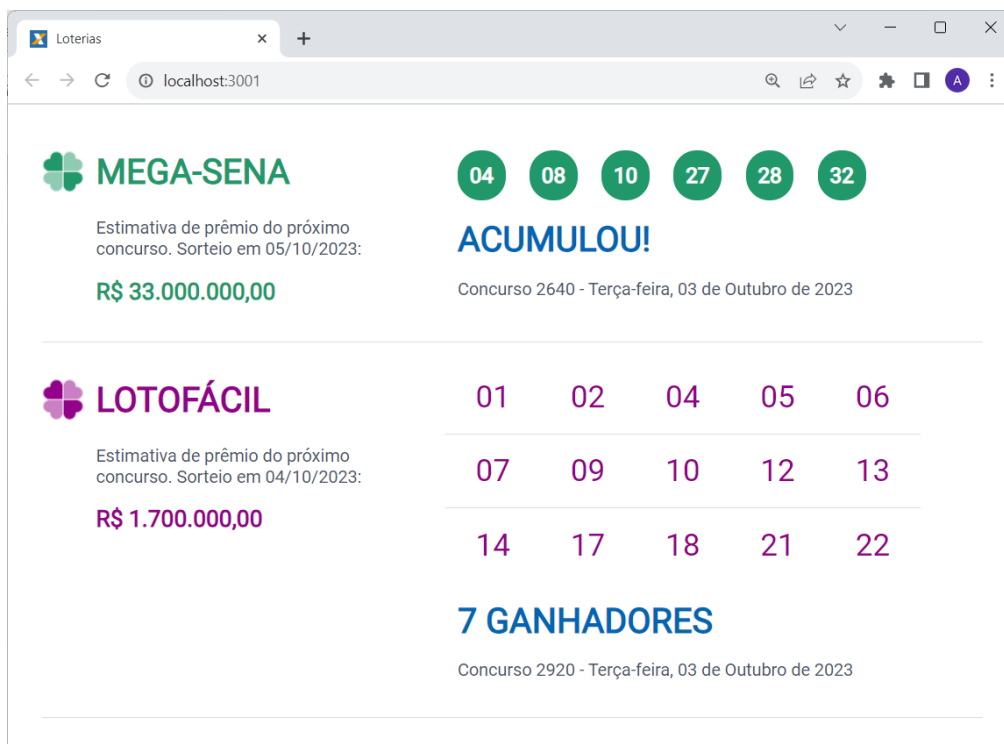 Loterias
localhost:3001
A
MEGA-SENA
Estimativa de prêmio do próximo
concurso. Sorteio em 05/10/2023:
R$ 33.000.000,00
04 08 10 27 28 32
ACUMULOU!
Concurso 2640 - Terça-feira, 03 de Outubro de 2023
LOTOFÁCIL
Estimativa de prêmio do próximo
concurso. Sorteio em 04/10/2023:
R$ 1.700.000,00
01 02 04 05 06
07 09 10 12 13
14 17 18 21 22
7 GANHADORES
Concurso 2920 - Terça-feira, 03 de Outubro de 2023